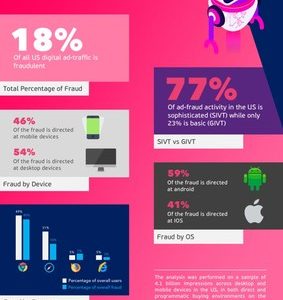 18%
Of all US digital ad-traffic is
fraudulent
Total Percentage of Fraud
77%
Of ad-fraud activity in the US is
sophisticated (SIVT) while only
23% is basic (GIVT)
SIVT vs GIVT
46%
Of the fraud is directed
at mobile devices
54%
Of the fraud is directed
at desktop devices
Fraud by Device
59%
Of the fraud is directed
at android
41%
Of the fraud is directed
at iOS
Fraud by OS
Percentage of overall users
Percentage of overall fraud
The analysis was performed on a sample of
4.1 billion impressions across desktop and
mobile devices in the US, in both direct and
programmatic buying environments on the